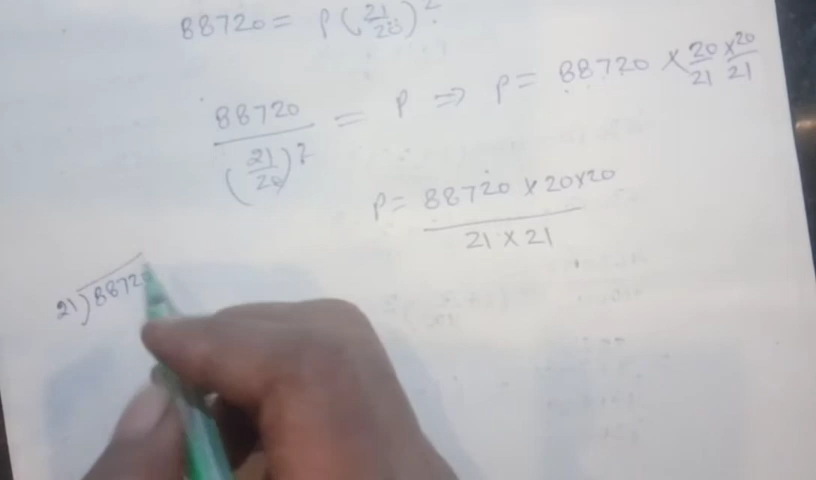 88720 = P(21/20)²
88720/(21/20)² = P ⇒ P = 88720 × 20/21 × 20/21
P = 88720 × 20 × 20 / 21 × 21
21)88720